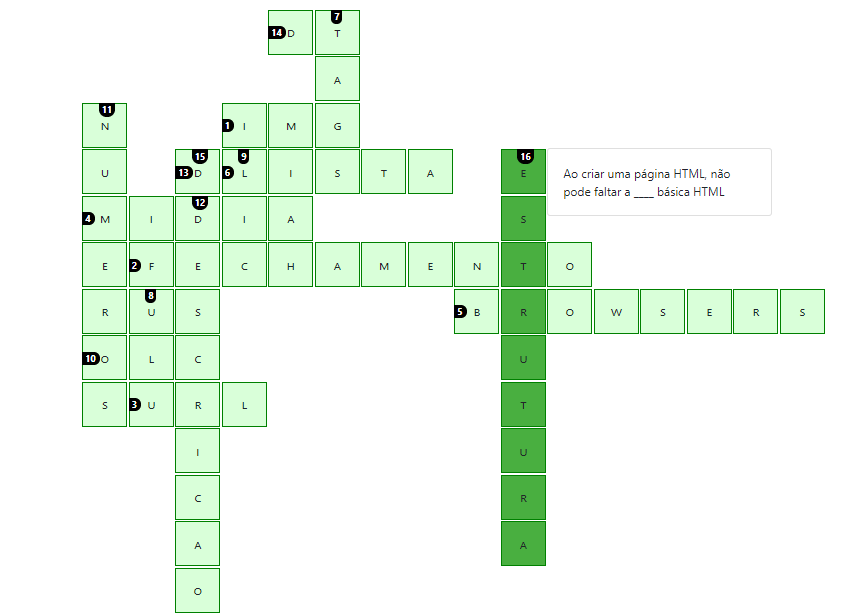 14 D 7 T
A
11 N 1 I M G
U 15 13 D 9 6 L I S T A 16 E
Ao criar uma página HTML, não
pode faltar a ____ básica HTML
4 M I 12 D I A S
E 2 F E C H A M E N T O
R 8 U S 5 B R O W S E R S
10 O L C U
S 3 U R L T
I U
C R
A A
O